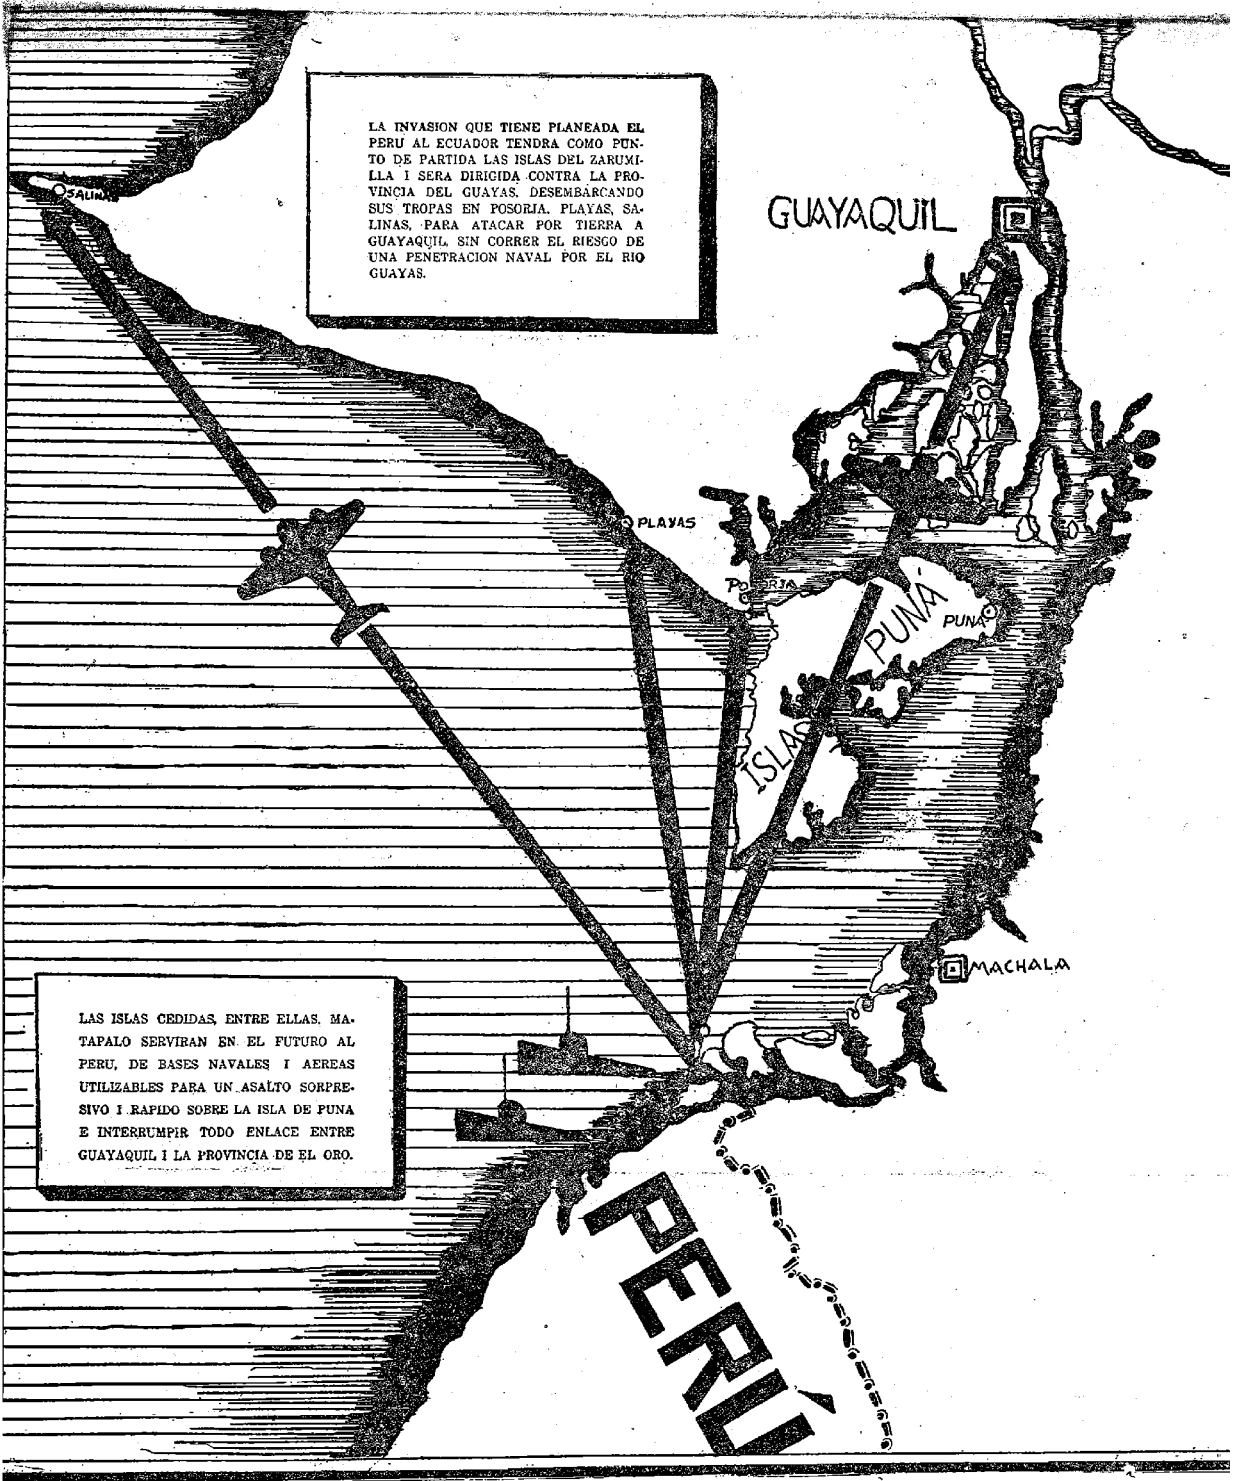 LA INVASION QUE TIENE PLANEADA EL
PERU AL ECUADOR TENDRA COMO PUN-
TO DE PARTIDA LAS ISLAS DEL ZARUMI-
LLA I SERA DIRIGIDA CONTRA LA PRO-
VINCIA DEL GUAYAS, DESEMBARCANDO
SUS TROPAS EN POSORJA, PLAYAS, SA-
LINAS, PARA ATACAR POR TIERRA A
GUAYAQUIL, SIN CORRER EL RIESGO DE
UNA PENETRACION NAVAL POR EL RIO
GUAYAS.
SALINAS
GUAYAQUIL
PLAYAS
POSORJA
PUNÁ
ISLA PUNÁ
MACHALA
LAS ISLAS CEDIDAS, ENTRE ELLAS, MA-
TAPALO SERVIRAN EN EL FUTURO AL
PERU, DE BASES NAVALES I AEREAS
UTILIZABLES PARA UN ASALTO SORPRE-
SIVO I RAPIDO SOBRE LA ISLA DE PUNA
E INTERRUMPIR TODO ENLACE ENTRE
GUAYAQUIL I LA PROVINCIA DE EL ORO.
PERÚ